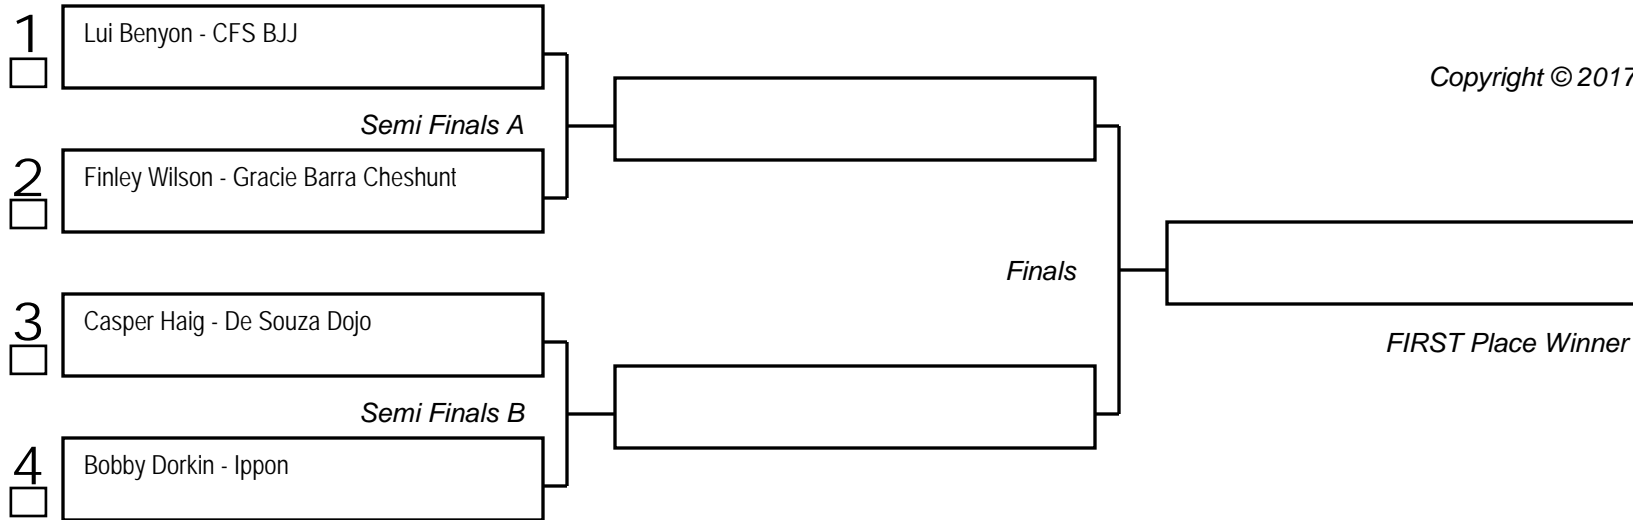 1
Lui Benyon - CFS BJJ
Copyright © 2017
Semi Finals A
2
Finley Wilson - Gracie Barra Cheshunt
Finals
3
Casper Haig - De Souza Dojo
FIRST Place Winner
Semi Finals B
4
Bobby Dorkin - Ippon